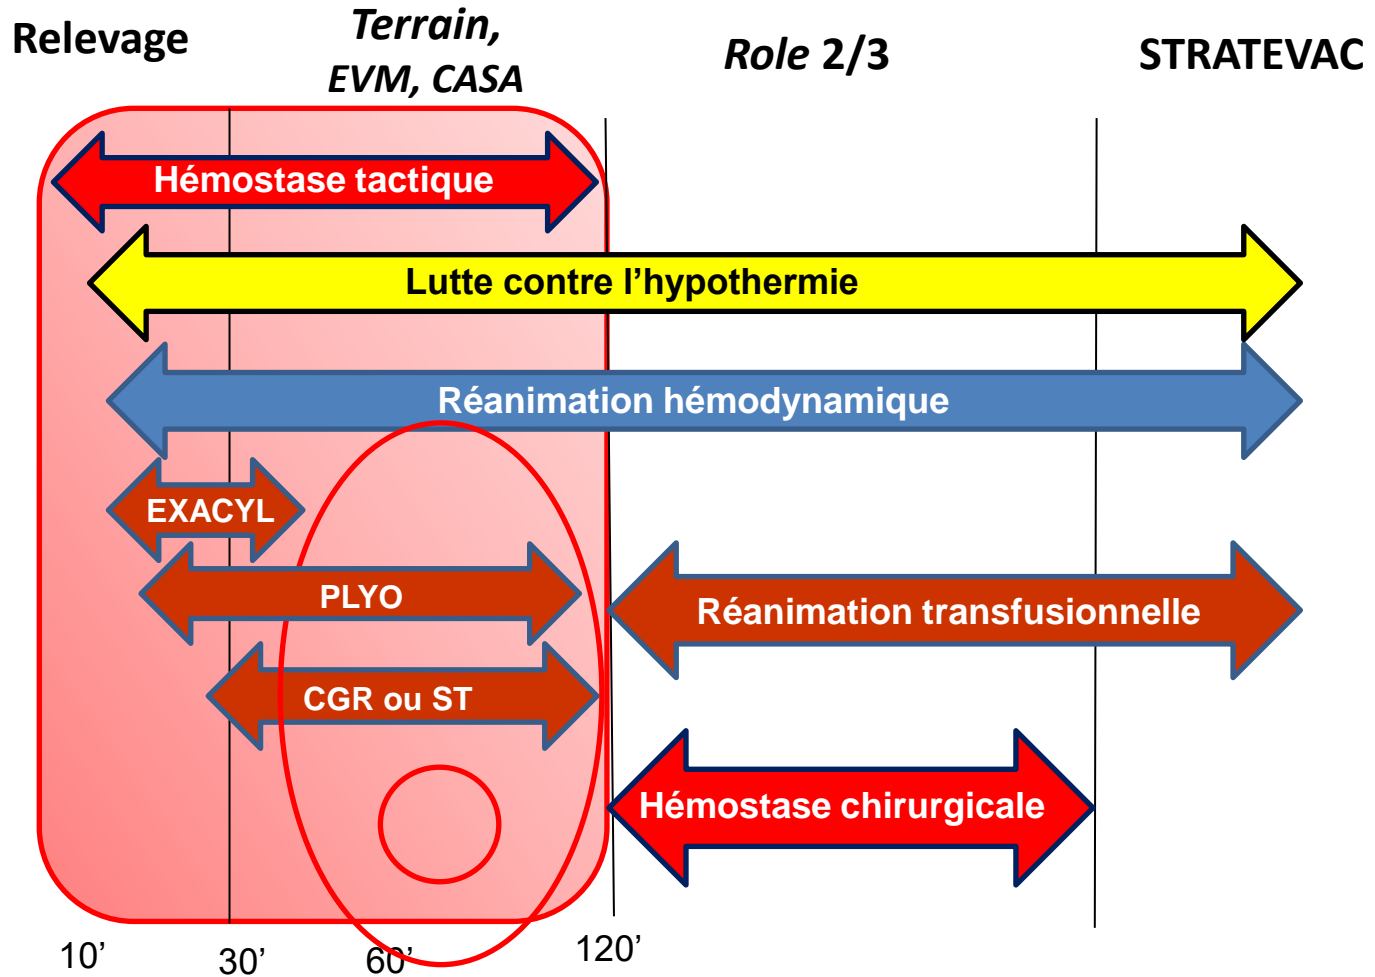 Relevage
Terrain,
EVM, CASA
Role 2/3
STRATEVAC
Hémostase tactique
Lutte contre l’hypothermie
Réanimation hémodynamique
EXACYL
PLYO
Réanimation transfusionnelle
CGR ou ST
Hémostase chirurgicale
10’
30’
60’
120’